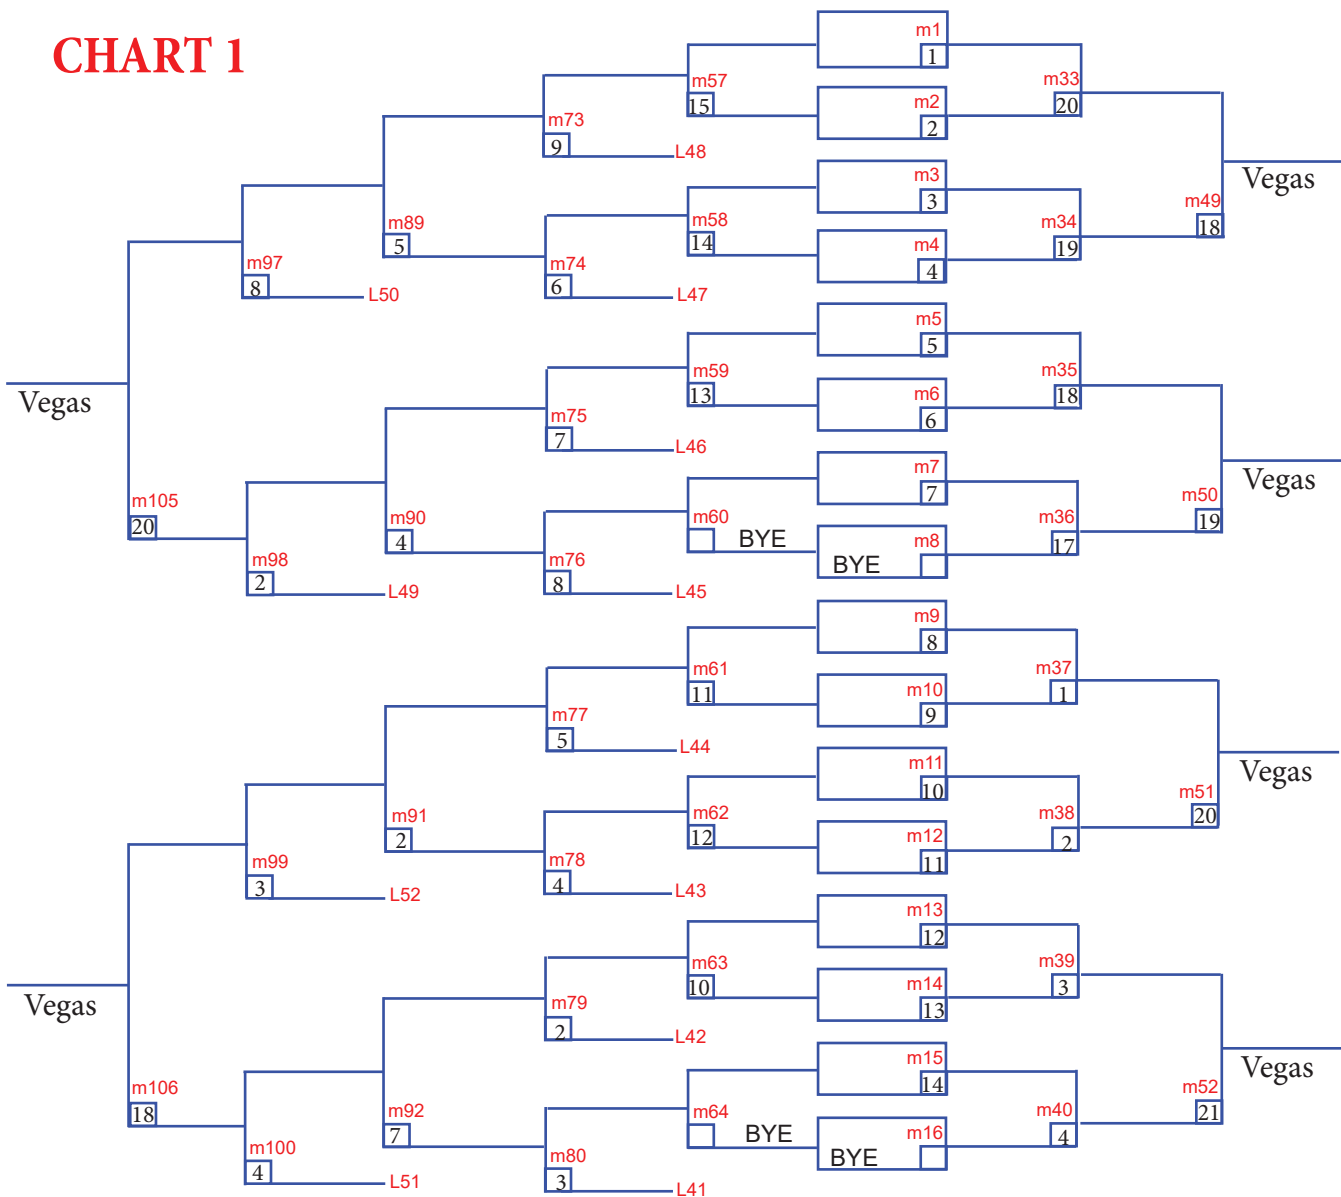 CHART 1
m1
1
m57
15
m33
20
m2
2
m73
9
L48
m3
3
Vegas
m49
18
m89
5
m58
14
m34
19
m4
4
m97
8
L50
m74
6
L47
m5
5
m59
13
m35
18
Vegas
m6
6
m75
7
L46
m7
7
Vegas
m105
20
m50
19
m90
4
m60
BYE
m36
17
m8
BYE
m98
2
L49
m76
8
L45
m9
8
m61
11
m37
1
m10
9
m77
5
L44
m11
10
Vegas
m51
20
m91
2
m62
12
m38
2
m12
11
m99
3
L52
m78
4
L43
m13
12
m63
10
m39
3
m14
13
Vegas
m79
2
L42
m15
14
Vegas
m106
18
m52
21
m92
7
m64
BYE
m40
4
m16
BYE
m100
4
L51
m80
3
L41